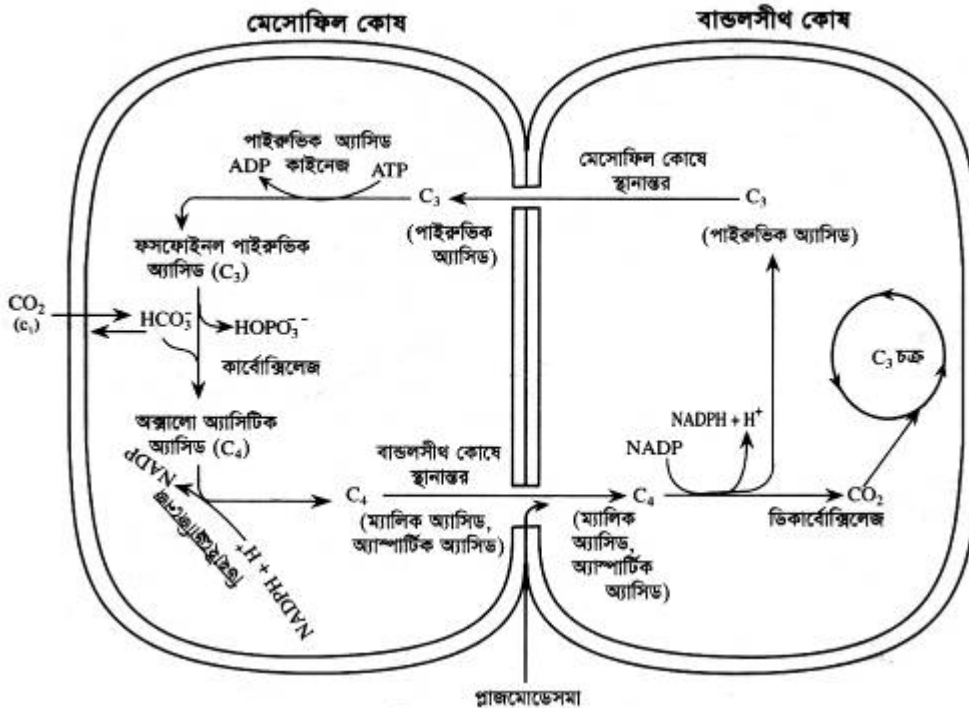 মেসোফিল কোষ
বান্ডলসীথ কোষ
পাইরুভিক অ্যাসিড
কাইনেজ
ADP
ATP
C₃
(পাইরুভিক
অ্যাসিড)
মেসোফিল কোষে
স্থানান্তর
C₃
(পাইরুভিক অ্যাসিড)
ফসফোইনল পাইরুভিক
অ্যাসিড (C₃)
CO₂
(c₁)
HCO₃⁻
HOPO₃⁻⁻
কার্বোক্সিলেজ
C₃ চক্র
অক্সালো অ্যাসিটিক
অ্যাসিড (C₄)
NADP
ডিহাইড্রোজিনেজ
NADPH + H⁺
বান্ডলসীথ কোষে
স্থানান্তর
C₄
(ম্যালিক অ্যাসিড,
অ্যাস্পার্টিক অ্যাসিড)
C₄
(ম্যালিক
অ্যাসিড,
অ্যাস্পার্টিক
অ্যাসিড)
NADP
NADPH + H⁺
CO₂
ডিকার্বোক্সিলেজ
প্লাজমোডেসমা